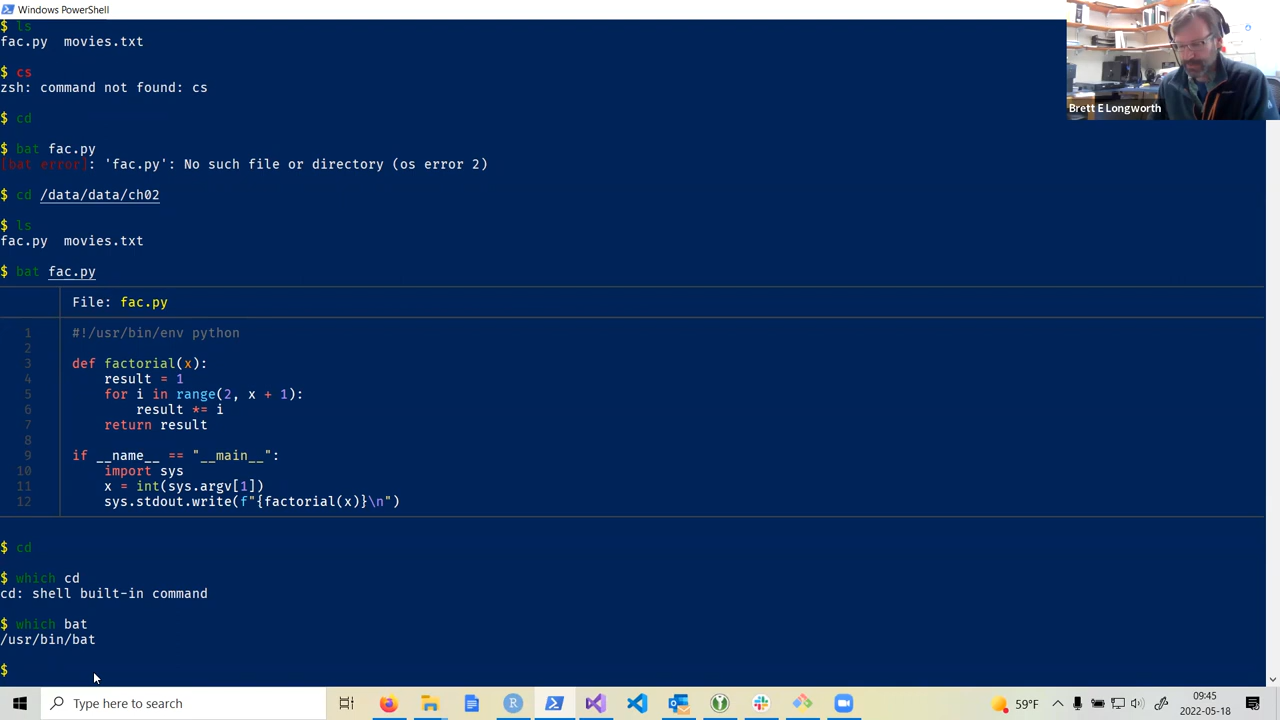 Windows PowerShell
$ ls
fac.py  movies.txt
$ cs
zsh: command not found: cs
$ cd
$ bat fac.py
[bat error]: 'fac.py': No such file or directory (os error 2)
$ cd /data/data/ch02
$ ls
fac.py  movies.txt
$ bat fac.py
File: fac.py
1 #!/usr/bin/env python
2
3 def factorial(x):
4     result = 1
5     for i in range(2, x + 1):
6         result *= i
7     return result
8
9 if __name__ == "__main__":
10     import sys
11     x = int(sys.argv[1])
12     sys.stdout.write(f"{factorial(x)}\n")
$ cd
$ which cd
cd: shell built-in command
$ which bat
/usr/bin/bat
$
Brett E Longworth
Type here to search
R
59°F
09:45
2022-05-18